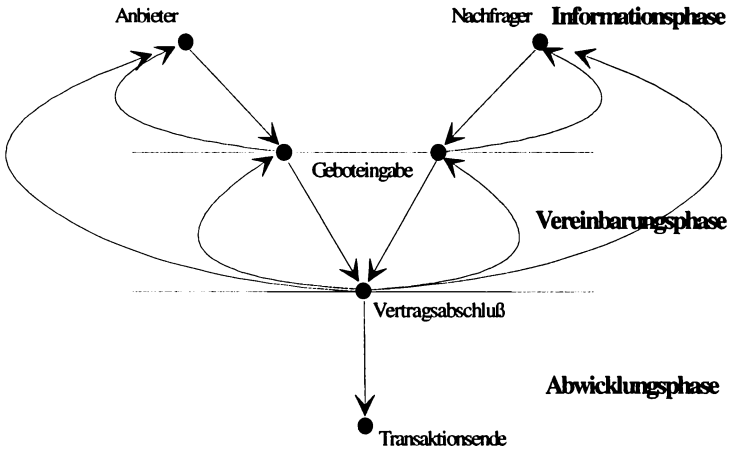 Anbieter
Nachfrager
Informationsphase
Geboteingabe
Vereinbarungsphase
Vertragsabschluß
Abwicklungsphase
Transaktionsende